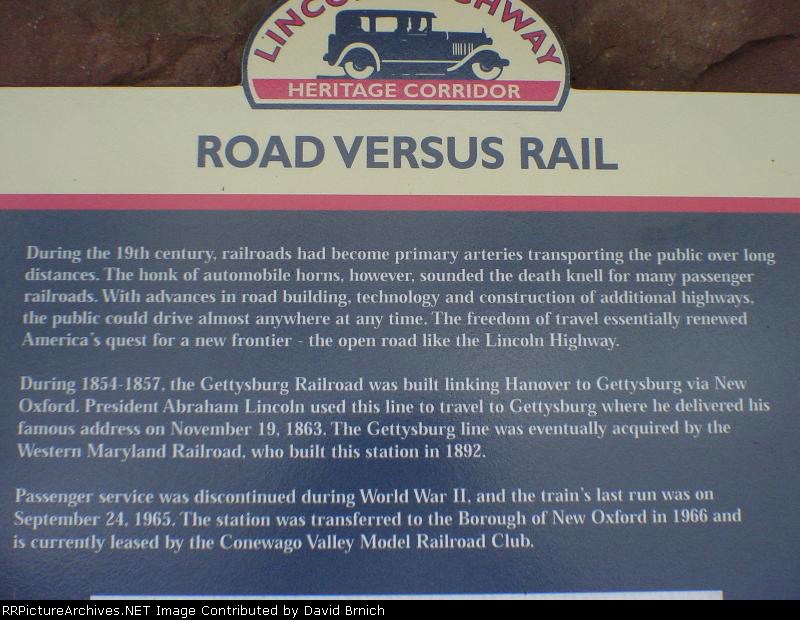 LINCOLN HIGHWAY
HERITAGE CORRIDOR
ROAD VERSUS RAIL
During the 19th century, railroads had become primary arteries transporting the public over long
distances. The honk of automobile horns, however, sounded the death knell for many passenger
railroads. With advances in road building, technology and construction of additional highways,
the public could drive almost anywhere at any time. The freedom of travel essentially renewed
America's quest for a new frontier - the open road like the Lincoln Highway.
During 1854-1857, the Gettysburg Railroad was built linking Hanover to Gettysburg via New
Oxford. President Abraham Lincoln used this line to travel to Gettysburg where he delivered his
famous address on November 19, 1863. The Gettysburg line was eventually acquired by the
Western Maryland Railroad, who built this station in 1892.
Passenger service was discontinued during World War II, and the train's last run was on
September 24, 1965. The station was transferred to the Borough of New Oxford in 1966 and
is currently leased by the Conewago Valley Model Railroad Club.
RRPictureArchives.NET Image Contributed by David Brnich